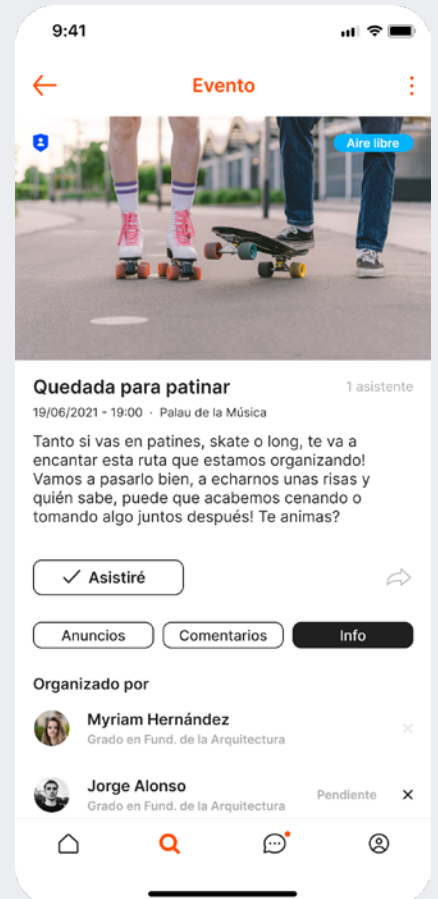 9:41
Evento
Aire libre
Quedada para patinar
1 asistente
19/06/2021 - 19:00 · Palau de la Música
Tanto si vas en patines, skate o long, te va a
encantar esta ruta que estamos organizando!
Vamos a pasarlo bien, a echarnos unas risas y
quién sabe, puede que acabemos cenando o
tomando algo juntos después! Te animas?
Asistiré
Anuncios
Comentarios
Info
Organizado por
Myriam Hernández
Grado en Fund. de la Arquitectura
Jorge Alonso
Grado en Fund. de la Arquitectura
Pendiente